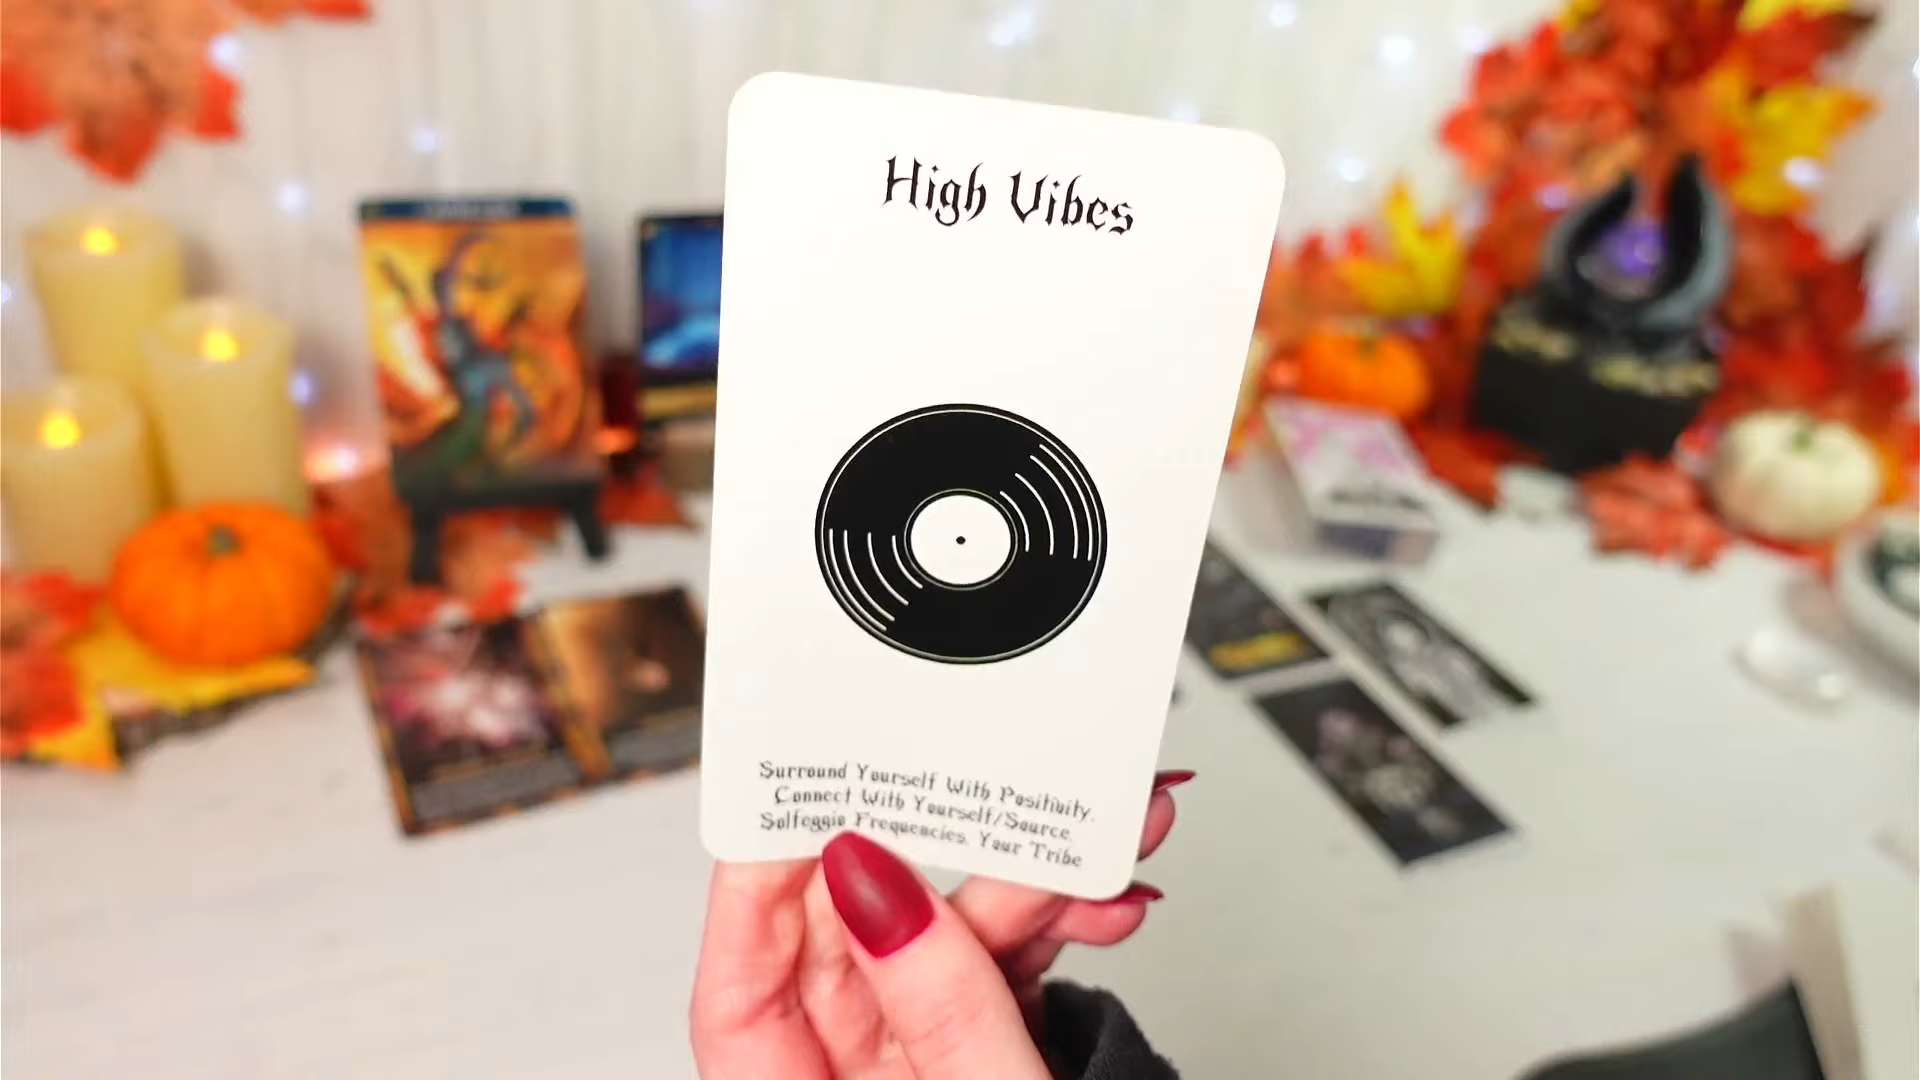 High Vibes
Surround Yourself With Positivity.
Connect With Yourself/Source.
Solfeggio Frequencies. Your Tribe